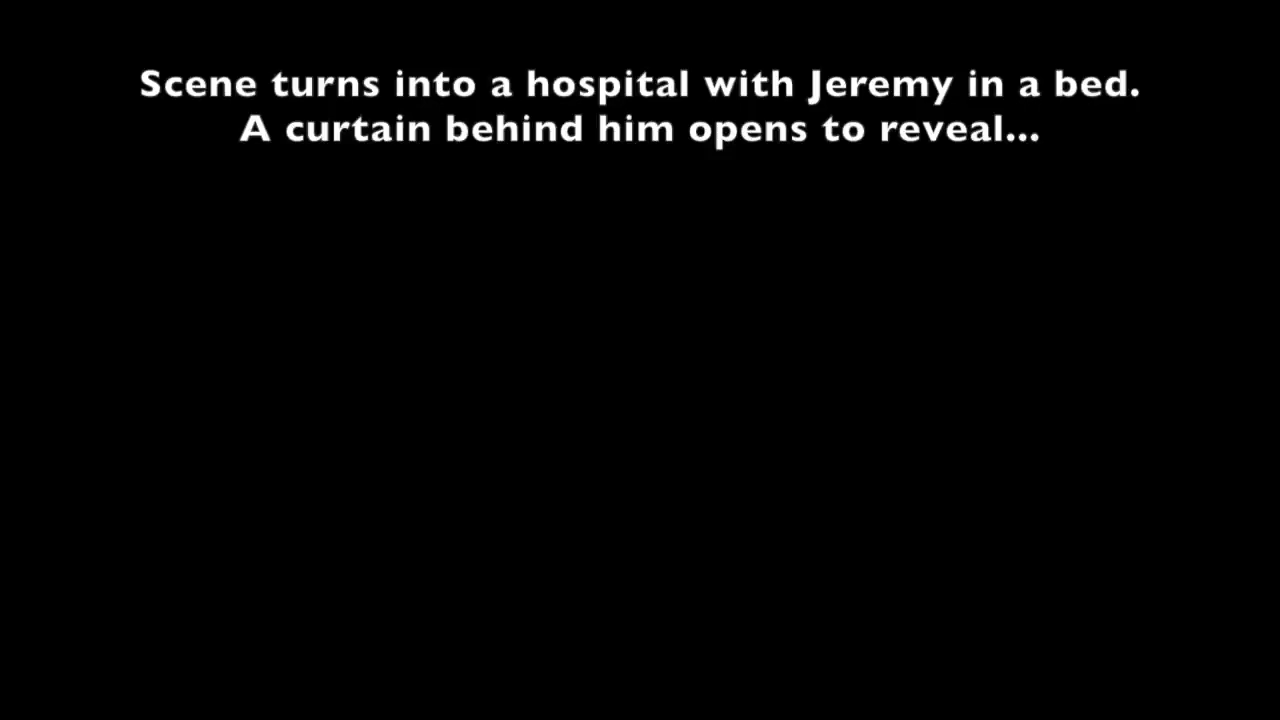 Scene turns into a hospital with Jeremy in a bed.
A curtain behind him opens to reveal...